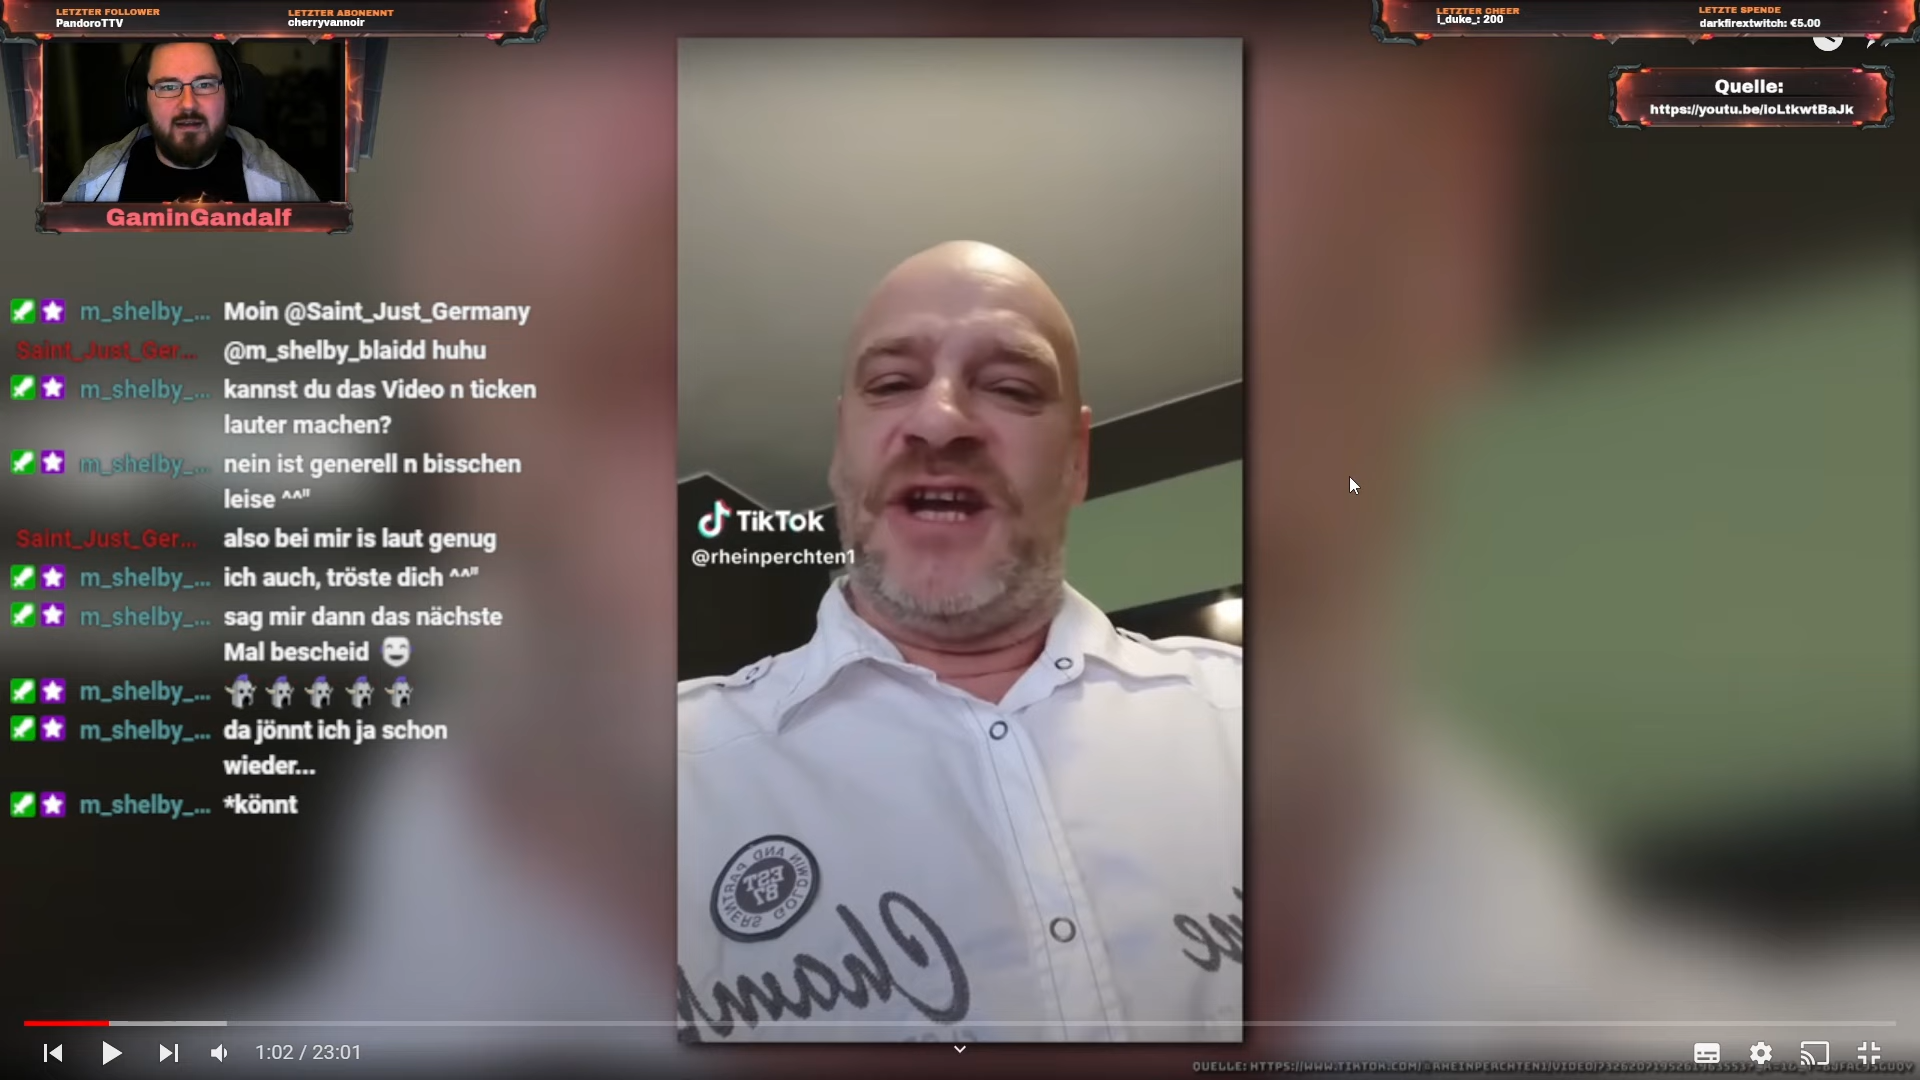 LETZTER FOLLOWER
PandoroTTV
LETZTER ABONENNT
cherryvannoir
LETZTER CHEER
i_duke_: 200
LETZTE SPENDE
darkfirextwitch: €5.00
Quelle:
https://youtu.be/IoLtkwtBaJk
GaminGandalf
m_shelby_... Moin @Saint_Just_Germany
Saint_Just_Ger... @m_shelby_blaidd huhu
m_shelby_... kannst du das Video n ticken
lauter machen?
m_shelby_... nein ist generell n bisschen
leise ^^"
Saint_Just_Ger... also bei mir is laut genug
m_shelby_... ich auch, tröste dich ^^"
m_shelby_... sag mir dann das nächste
Mal bescheid
m_shelby_...
m_shelby_... da jönnt ich ja schon
wieder...
m_shelby_... *könnt
TikTok
@rheinperchten1
EST
87
1:02 / 23:01